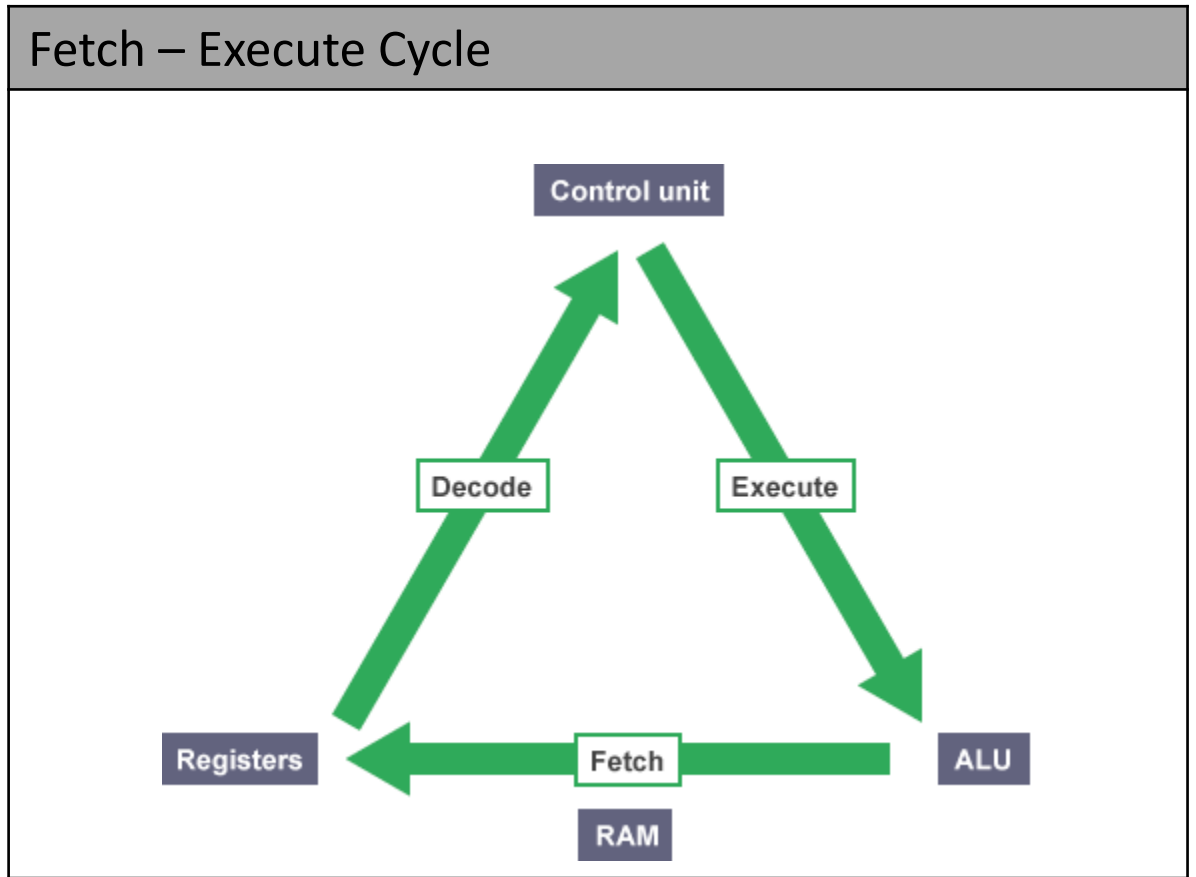 Fetch – Execute Cycle
Control unit
Decode
Execute
Registers
Fetch
ALU
RAM